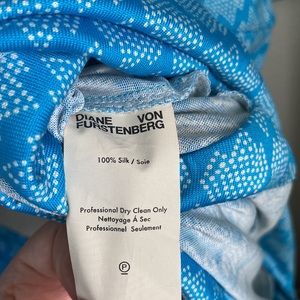 DIANE VON
FURSTENBERG
100% Silk / Soie
Professional Dry Clean Only
Nettoyage À Sec
Professionnel Seulement
P